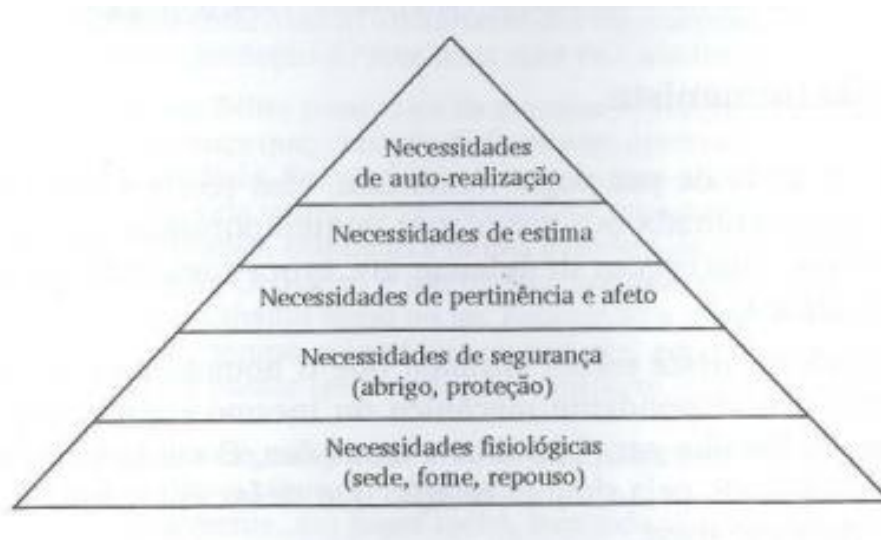 Necessidades
de auto-realização
Necessidades de estima
Necessidades de pertinência e afeto
Necessidades de segurança
(abrigo, proteção)
Necessidades fisiológicas
(sede, fome, repouso)